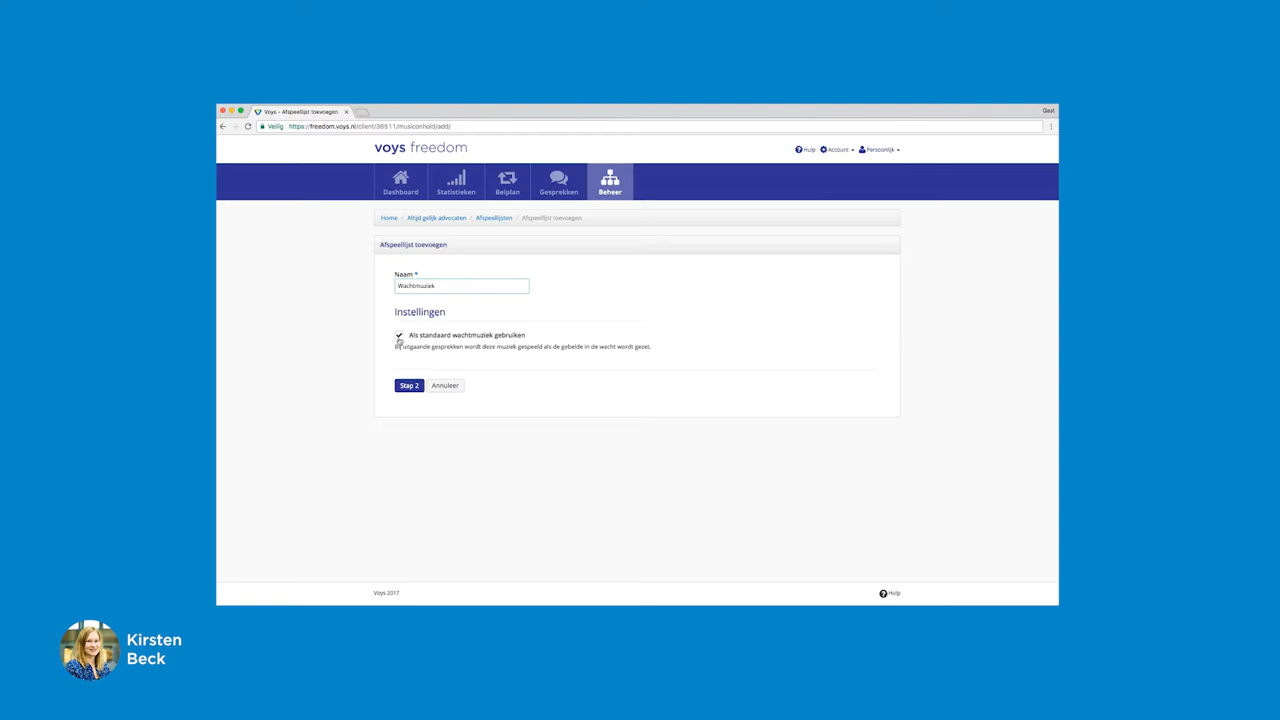 Voys - Afspeellijst toevoegen
Gast
Veilig https://freedom.voys.nl/client/36511/musiconhold/add/
voys freedom
Hulp Account Persoonlijk
Dashboard Statistieken Belplan Gesprekken Beheer
Home / Altijd gelijk advocaten / Afspeellijsten / Afspeellijst toevoegen
Afspeellijst toevoegen
Naam *
Wachtmuziek
Instellingen
Als standaard wachtmuziek gebruiken
Bij uitgaande gesprekken wordt deze muziek gespeeld als de gebelde in de wacht wordt gezet.
Stap 2 Annuleer
Voys 2017 Hulp
Kirsten
Beck